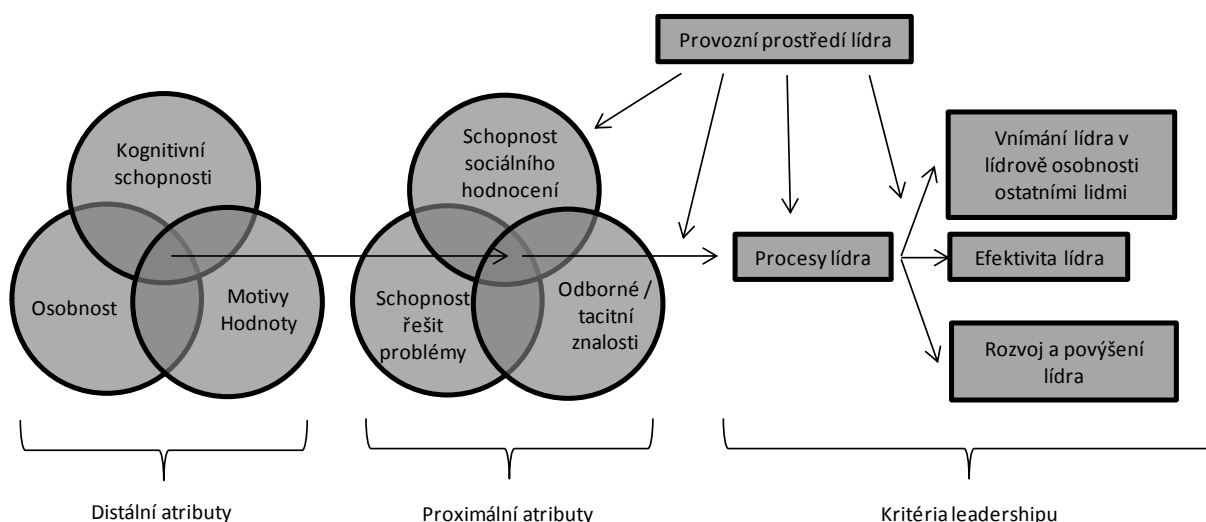 Provozní prostředí lídra
Kognitivní
schopnosti
Osobnost
Motivy
Hodnoty
Schopnost
sociálního
hodnocení
Schopnost
řešit
problémy
Odborné /
tacitní
znalosti
Procesy lídra
Vnímání lídra v
lídrově osobnosti
ostatními lidmi
Efektivita lídra
Rozvoj a povýšení
lídra
Distální atributy
Proximální atributy
Kritéria leadershipu